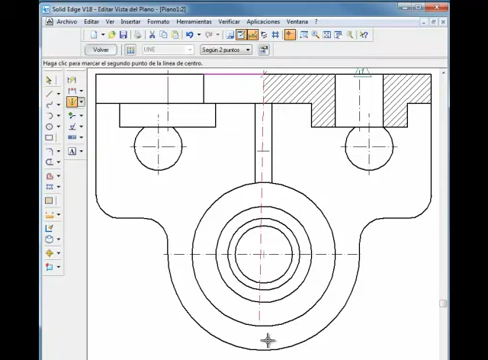 Solid Edge V18 - Editar Vista del Plano - [Plano1:2]
Archivo Editar Ver Insertar Formato Herramientas Verificar Aplicaciones Ventana ?
Volver UNE Según 2 puntos
Haga clic para marcar el segundo punto de la línea de centro.
A